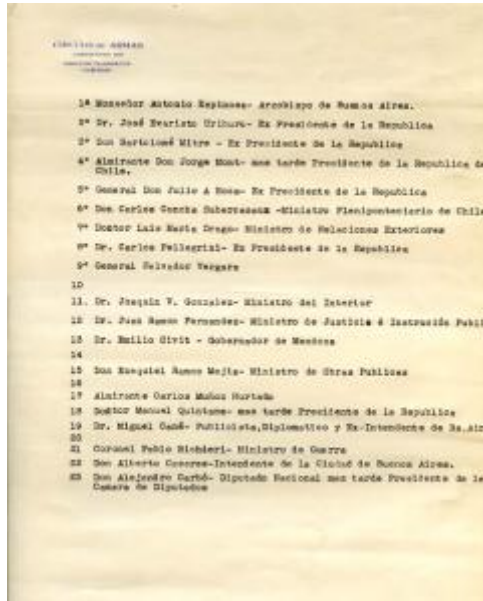 CIRCULO DE ARMAS
1º Monseñor Antonio Espinosa- Arzobispo de Buenos Aires.
2º Dr. José Evaristo Uriburu- Ex Presidente de la Republica
3º Don Bartolomé Mitre - Ex Presidente de la Republica
4º Almirante Don Jorge Mont- mas tarde Presidente de la Republica de
Chile.
5º General Don Julio A Roca- Ex Presidente de la Republica
6º Don Carlos Concha Subercaseaux -Ministro Plenipotenciario de Chile
7º Doctor Luis Maria Drago- Ministro de Relaciones Exteriores
8º Dr. Carlos Pellegrini- Ex Presidente de la Republica
9º General Salvador Vergara
10
11. Dr. Joaquin V. Gonzalez- Ministro del Interior
12 Dr. Juan Ramon Fernandez- Ministro de Justicia é Instrución Publi
13 Dr. Emilio Civit - Gobernador de Mendoza
14
15 Don Ezequiel Ramos Mejia- Ministro de Obras Publicas
16
17 Almirante Carlos Muñoz Hurtado
18 Doctor Manuel Quintana- mas tarde Presidente de la Republica
19 Dr. Miguel Cané- Publicista,Diplomatico y Ex-Intendente de Bs.Air
20
21 Coronel Pablo Richieri- Ministro de Guerra
22 Don Alberto Casares-Intendente de la Ciudad de Buenos Aires.
23 Don Alejandro Carbó- Diputado Nacional mas tarde Presidente de la
Camara de Diputados